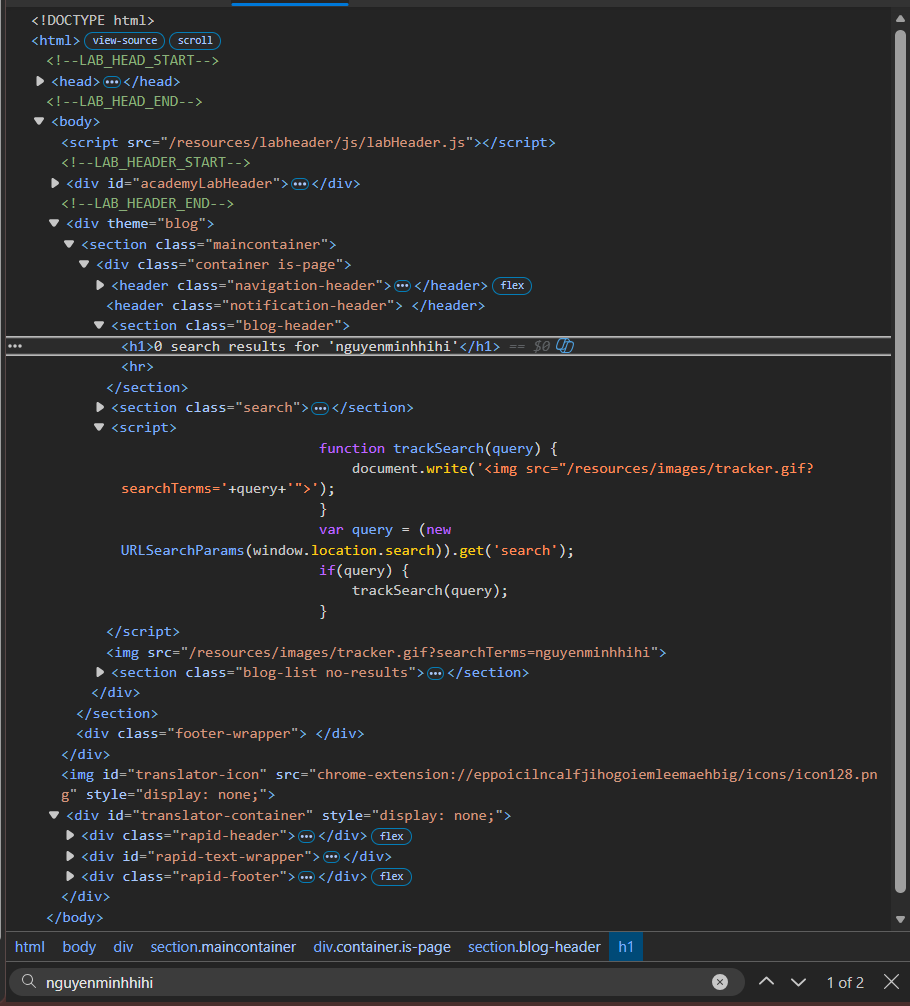 <!DOCTYPE html>
<html> view-source scroll
<!--LAB_HEAD_START-->
<head> ••• </head>
<!--LAB_HEAD_END-->
<body>
<script src="/resources/labheader/js/labHeader.js"></script>
<!--LAB_HEADER_START-->
<div id="academyLabHeader"> ••• </div>
<!--LAB_HEADER_END-->
<div theme="blog">
<section class="maincontainer">
<div class="container is-page">
<header class="navigation-header"> ••• </header> flex
<header class="notification-header"> </header>
<section class="blog-header">
••• <h1>0 search results for 'nguyenminhhihi'</h1> == $0
<hr>
</section>
<section class="search"> ••• </section>
<script>
function trackSearch(query) {
document.write('<img src="/resources/images/tracker.gif?
searchTerms='+query+'">');
}
var query = (new
URLSearchParams(window.location.search)).get('search');
if(query) {
trackSearch(query);
}
</script>
<img src="/resources/images/tracker.gif?searchTerms=nguyenminhhihi">
<section class="blog-list no-results"> ••• </section>
</div>
</section>
<div class="footer-wrapper"> </div>
</div>
<img id="translator-icon" src="chrome-extension://eppoicilncalfjihogoiemleemaehbig/icons/icon128.pn
g" style="display: none;">
<div id="translator-container" style="display: none;">
<div class="rapid-header"> ••• </div> flex
<div id="rapid-text-wrapper"> ••• </div>
<div class="rapid-footer"> ••• </div> flex
</div>
</body>
html body div section.maincontainer div.container.is-page section.blog-header h1
nguyenminhhihi 1 of 2